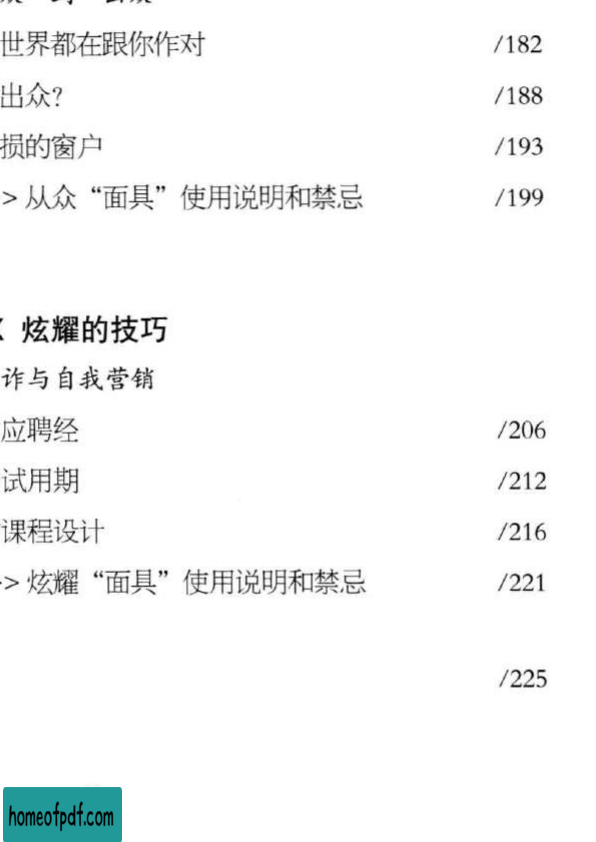 世界都在跟你作对 /182
出众? /188
损的窗户 /193
> 从众“面具”使用说明和禁忌 /199
炫耀的技巧
诈与自我营销
应聘经 /206
试用期 /212
课程设计 /216
> 炫耀“面具”使用说明和禁忌 /221
/225
homeofpdf.com